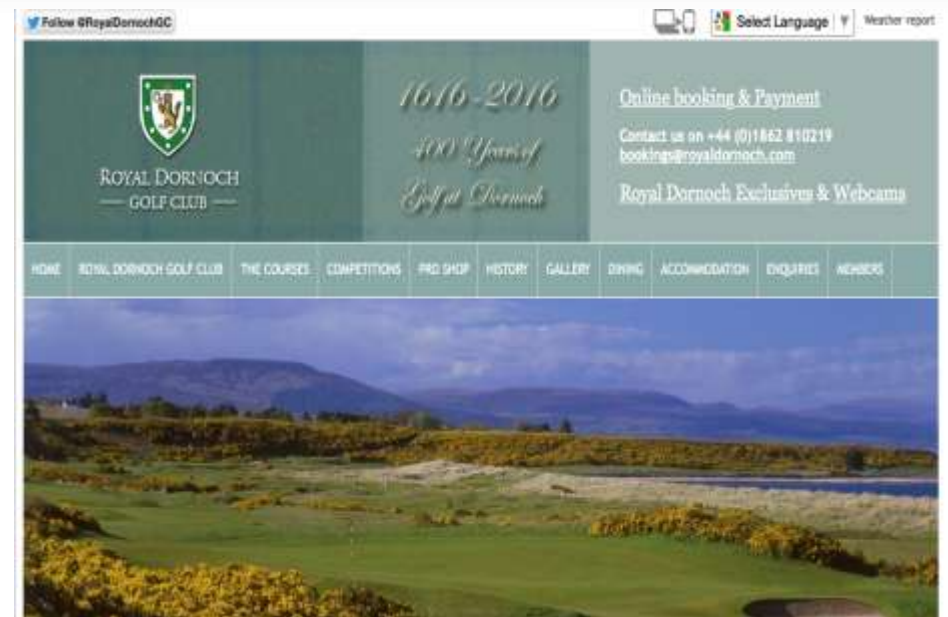 Follow @RoyalDornochGC
Select Language ▼
Weather report
ROYAL DORNOCH
GOLF CLUB
1616-2016
400 Years of
Golf at Dornoch
Online booking & Payment
Contact us on +44 (0)1862 810219
bookings@royaldornoch.com
Royal Dornoch Exclusives & Webcams
HOME ROYAL DORNOCH GOLF CLUB THE COURSES COMPETITIONS PRO SHOP HISTORY GALLERY DINING ACCOMMODATION ENQUIRIES MEMBERS